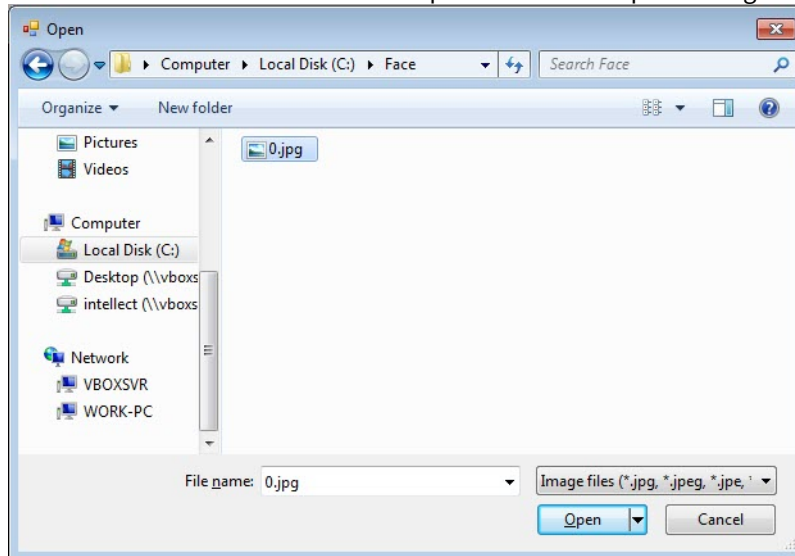 Open
Computer Local Disk (C:) Face
Search Face
Organize New folder
Pictures
Videos
Computer
Local Disk (C:)
Desktop (\\vboxs
intellect (\\vboxs
Network
VBOXSVR
WORK-PC
0.jpg
File name: 0.jpg
Image files (*.jpg, *.jpeg, *.jpe,
Open Cancel